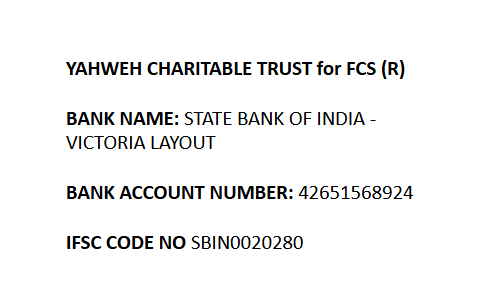 YAHWEH CHARITABLE TRUST for FCS (R)
BANK NAME: STATE BANK OF INDIA -
VICTORIA LAYOUT
BANK ACCOUNT NUMBER: 42651568924
IFSC CODE NO SBIN0020280